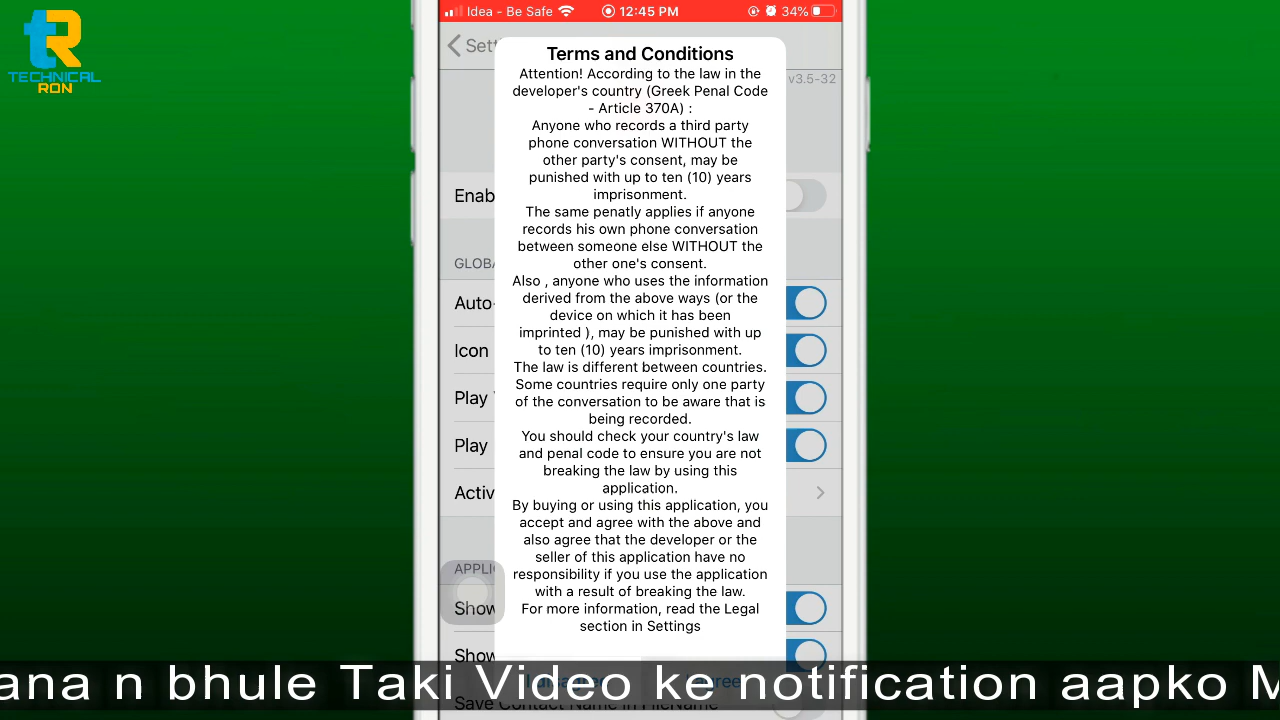 Idea - Be Safe 12:45 PM 34%
TECHNICAL
RON
Sett
v3.5-32
Terms and Conditions
Attention! According to the law in the
developer's country (Greek Penal Code
- Article 370A) :
Anyone who records a third party
phone conversation WITHOUT the
other party's consent, may be
punished with up to ten (10) years
imprisonment.
The same penatly applies if anyone
records his own phone conversation
between someone else WITHOUT the
other one's consent.
Also , anyone who uses the information
derived from the above ways (or the
device on which it has been
imprinted ), may be punished with up
to ten (10) years imprisonment.
The law is different between countries.
Some countries require only one party
of the conversation to be aware that is
being recorded.
You should check your country's law
and penal code to ensure you are not
breaking the law by using this
application.
By buying or using this application, you
accept and agree with the above and
also agree that the developer or the
seller of this application have no
responsibility if you use the application
with a result of breaking the law.
For more information, read the Legal
section in Settings
Enab
GLOBA
Auto-
Icon
Play
Play
Activ
APPLI
Show
Show
ana n bhule Taki Video ke notification aapko M
Save Contact Name in FileName